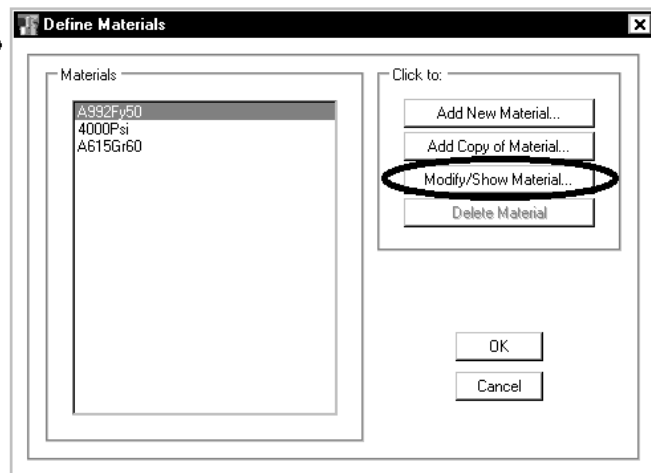 Define Materials
Materials
A992Fy50
4000Psi
A615Gr60
Click to:
Add New Material...
Add Copy of Material...
Modify/Show Material...
Delete Material
OK
Cancel